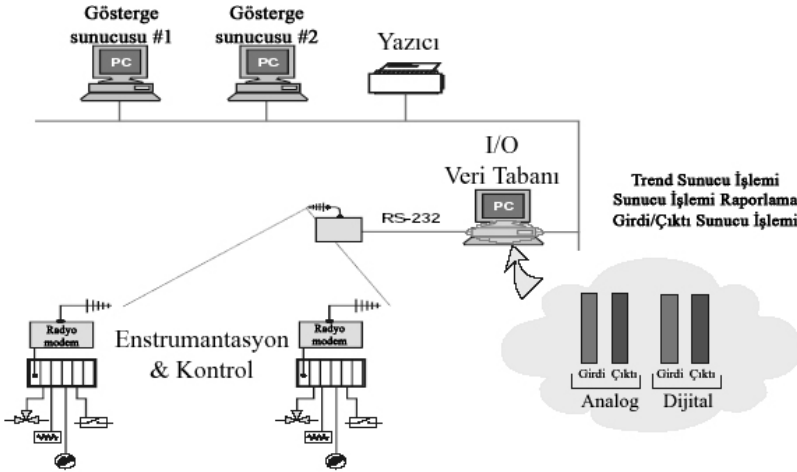 Gösterge
sunucusu #1
Gösterge
sunucusu #2
Yazıcı
PC
PC
I/O
Veri Tabanı
PC
RS-232
Trend Sunucu İşlemi
Sunucu İşlemi Raporlama
Girdi/Çıktı Sunucu İşlemi
Radyo
modem
Enstrumantasyon
& Kontrol
Radyo
modem
Girdi Çıktı
Girdi Çıktı
Analog
Dijital